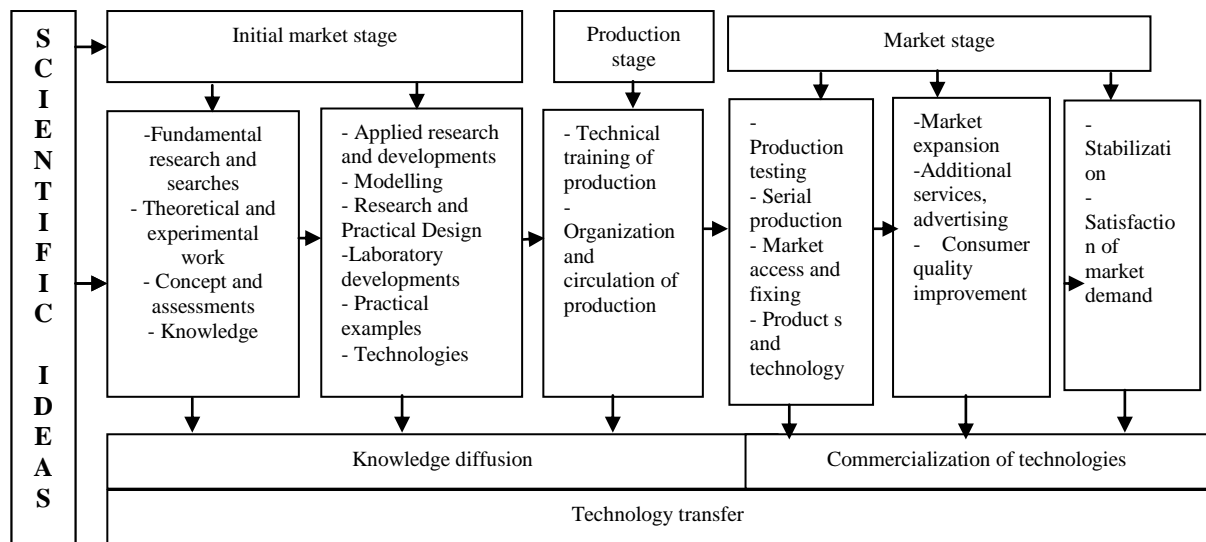 SCIENTIFIC IDEAS
Initial market stage
Production
stage
Market stage
-Fundamental
research and
searches
- Theoretical and
experimental
work
- Concept and
assessments
- Knowledge
- Applied research
and developments
- Modelling
- Research and
Practical Design
-Laboratory
developments
- Practical
examples
- Technologies
- Technical
training of
production
-
Organization
and
circulation of
production
-
Production
testing
- Serial
production
- Market
access and
fixing
- Product s
and
technology
-Market
expansion
-Additional
services,
advertising
- Consumer
quality
improvement
-
Stabilizati
on
-
Satisfactio
n of
market
demand
Knowledge diffusion
Commercialization of technologies
Technology transfer